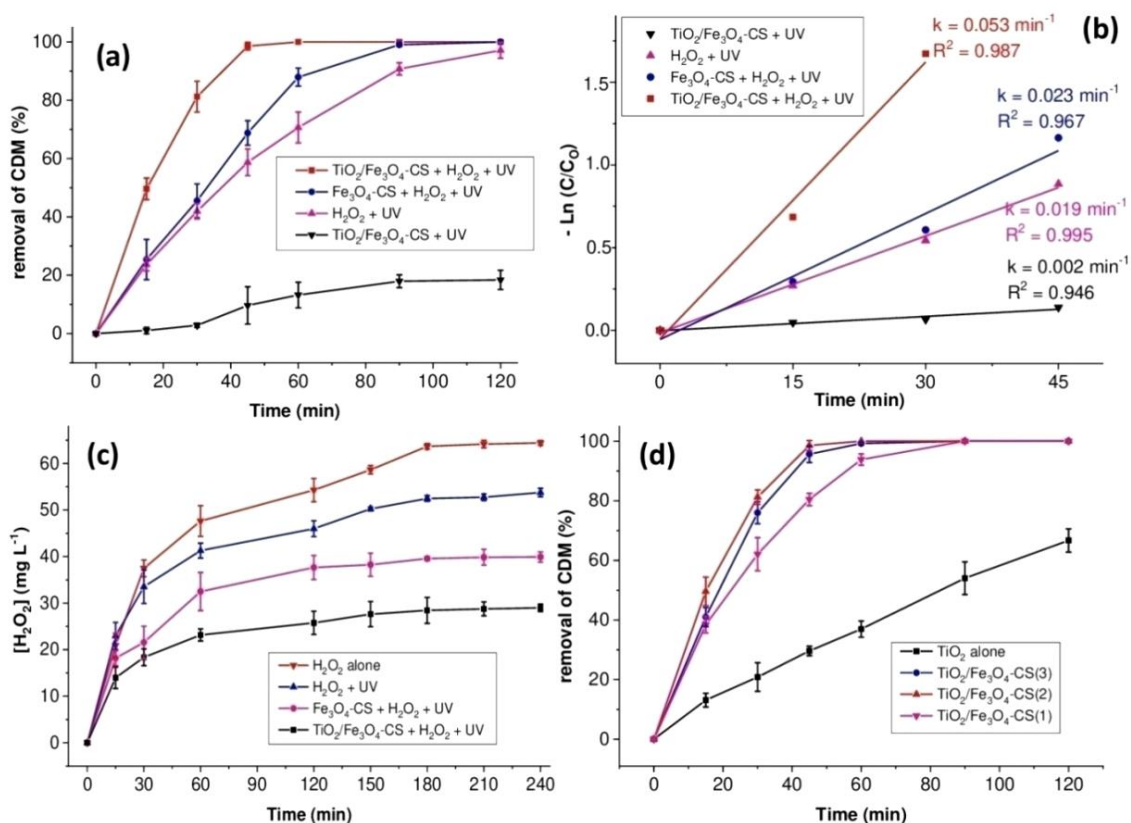 (a)
removal of CDM (%)
100
80
60
40
20
0
TiO₂/Fe₃O₄-CS + H₂O₂ + UV
Fe₃O₄-CS + H₂O₂ + UV
H₂O₂ + UV
TiO₂/Fe₃O₄-CS + UV
0 20 40 60 80 100 120
Time (min)
(b)
- Ln (C/C₀)
1.5
1.0
0.5
0.0
TiO₂/Fe₃O₄-CS + UV
H₂O₂ + UV
Fe₃O₄-CS + H₂O₂ + UV
TiO₂/Fe₃O₄-CS + H₂O₂ + UV
k = 0.053 min⁻¹
R² = 0.987
k = 0.023 min⁻¹
R² = 0.967
k = 0.019 min⁻¹
R² = 0.995
k = 0.002 min⁻¹
R² = 0.946
0 15 30 45
Time (min)
(c)
[H₂O₂] (mg L⁻¹)
60
50
40
30
20
10
0
H₂O₂ alone
H₂O₂ + UV
Fe₃O₄-CS + H₂O₂ + UV
TiO₂/Fe₃O₄-CS + H₂O₂ + UV
0 30 60 90 120 150 180 210 240
Time (min)
(d)
removal of CDM (%)
100
80
60
40
20
0
TiO₂ alone
TiO₂/Fe₃O₄-CS(3)
TiO₂/Fe₃O₄-CS(2)
TiO₂/Fe₃O₄-CS(1)
0 20 40 60 80 100 120
Time (min)